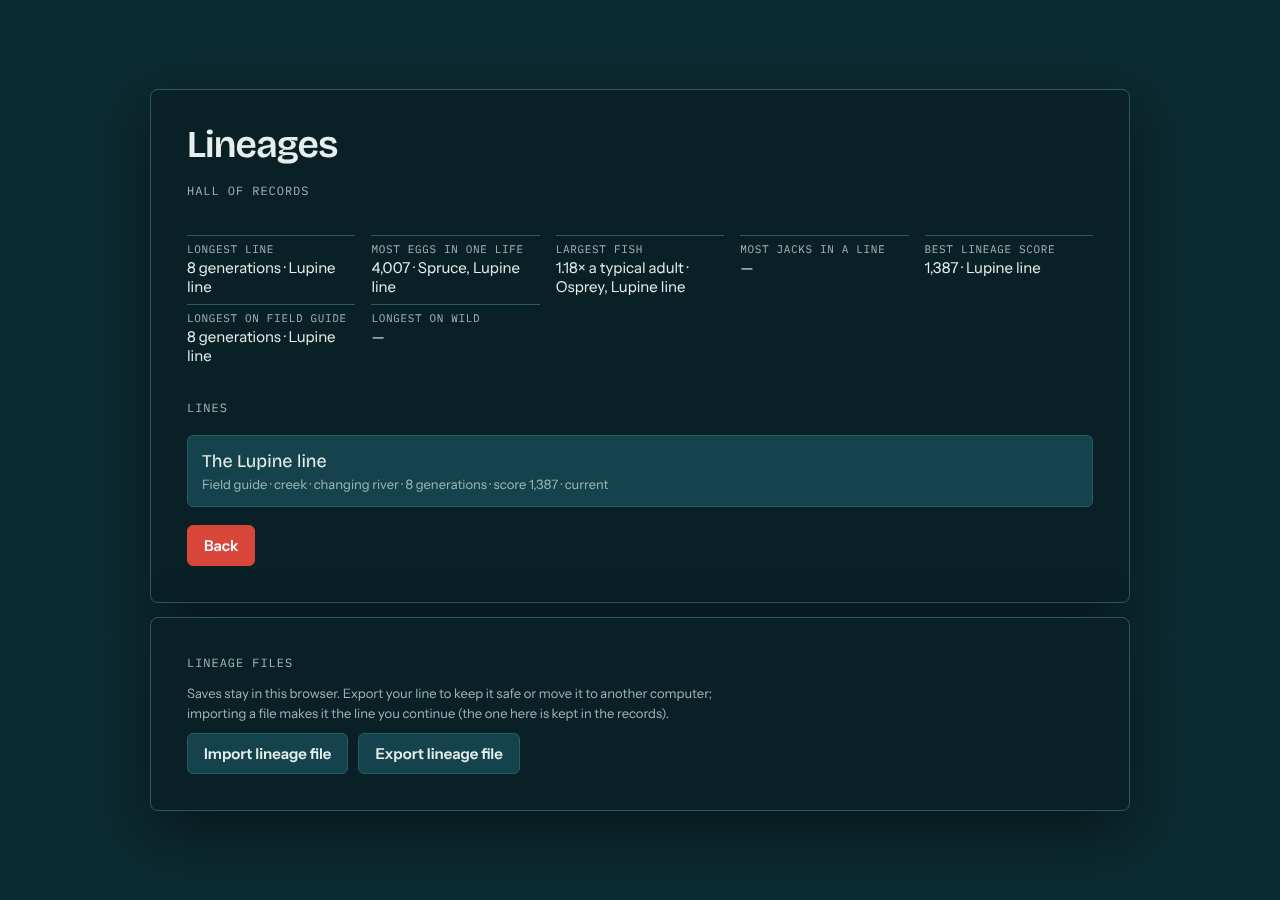 Lineages
HALL OF RECORDS
LONGEST LINE
8 generations · Lupine
line
MOST EGGS IN ONE LIFE
4,007 · Spruce, Lupine
line
LARGEST FISH
1.18× a typical adult ·
Osprey, Lupine line
MOST JACKS IN A LINE
—
BEST LINEAGE SCORE
1,387 · Lupine line
LONGEST ON FIELD GUIDE
8 generations · Lupine
line
LONGEST ON WILD
—
LINES
The Lupine line
Field guide · creek · changing river · 8 generations · score 1,387 · current
Back
LINEAGE FILES
Saves stay in this browser. Export your line to keep it safe or move it to another computer;
importing a file makes it the line you continue (the one here is kept in the records).
Import lineage file
Export lineage file